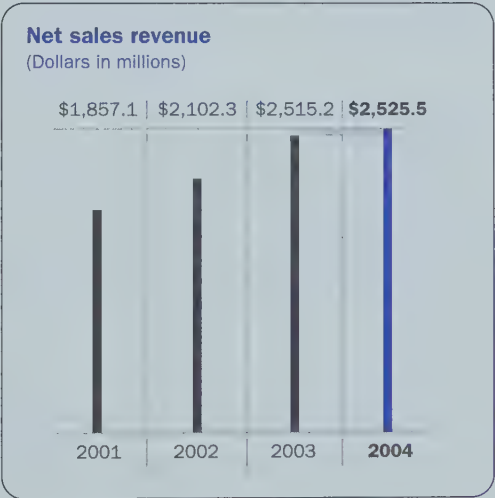 Net sales revenue
(Dollars in millions)
$1,857.1 | $2,102.3 | $2,515.2 | $2,525.5
2001 | 2002 | 2003 | 2004